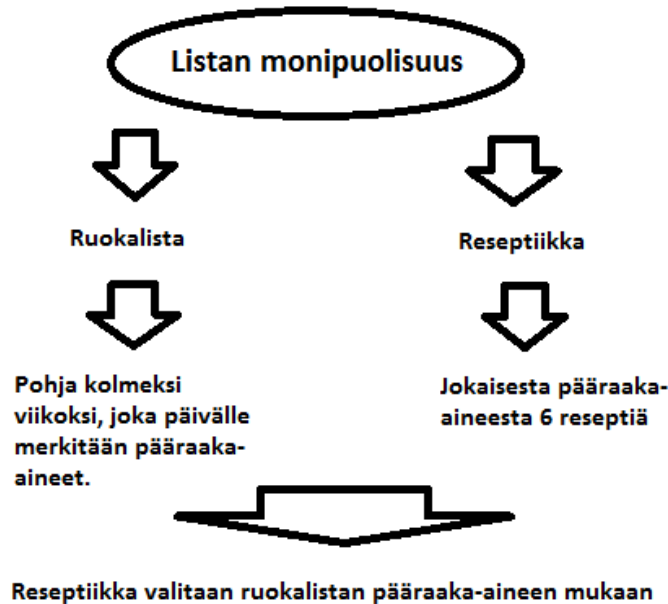 Listan monipuolisuus
Ruokalista
Reseptiikka
Pohja kolmeksi
viikoksi, joka päivälle
merkitään pääraaka-
aineet.
Jokaisesta pääraaka-
aineesta 6 reseptiä
Reseptiikka valitaan ruokalistan pääraaka-aineen mukaan